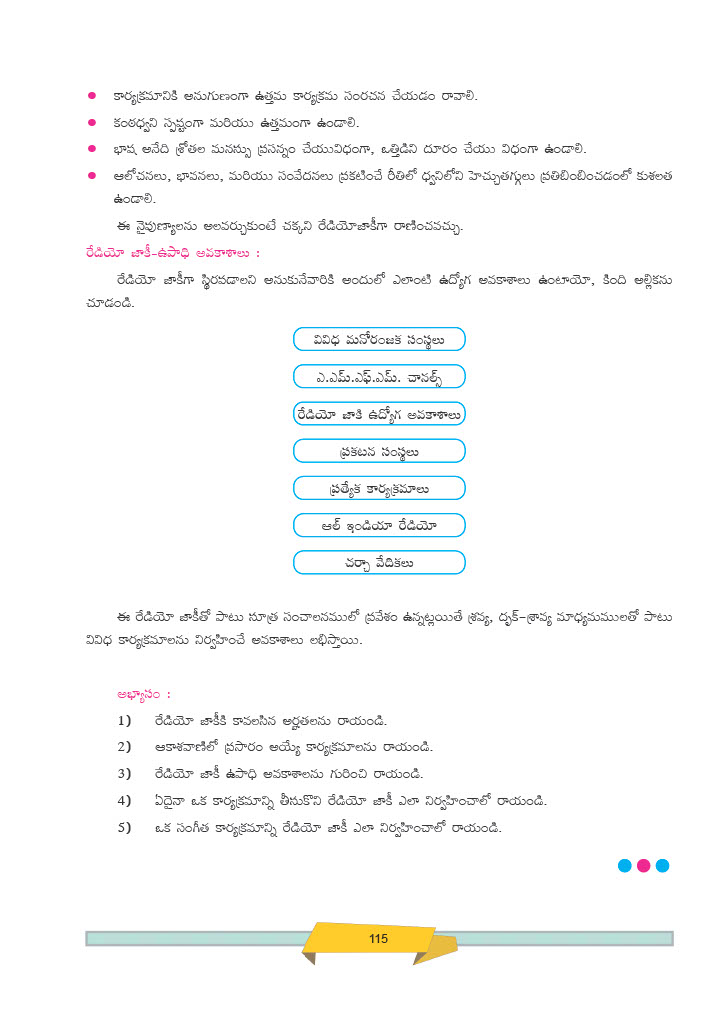 ● కార్యక్రమానికి అనుగుణంగా ఉత్తమ కార్యక్రమ సంరచన చేయడం రావాలి.
● కంఠధ్వని స్పష్టంగా మరియు ఉత్తమంగా ఉండాలి.
● భాష అనేది శ్రోతల మనస్సు ప్రసన్నం చేయువిధంగా, ఒత్తిడిని దూరం చేయు విధంగా ఉండాలి.
● ఆలోచనలు, భావనలు, మరియు సంవేదనలు ప్రకటించే రీతిలో ధ్వనిలోని హెచ్చుతగ్గులు ప్రతిబింబించడంలో కుశలత
ఉండాలి.
ఈ నైపుణ్యాలను అలవర్చుకుంటే చక్కని రేడియోజాకీగా రాణించవచ్చు.
రేడియో జాకీ-ఉపాధి అవకాశాలు :
రేడియో జాకీగా స్థిరపడాలని అనుకునేవారికి అందులో ఎలాంటి ఉద్యోగ అవకాశాలు ఉంటాయో, కింది అల్లికను
చూడండి.
వివిధ మనోరంజక సంస్థలు
ఎ.ఎమ్.ఎఫ్.ఎమ్. చానల్స్
రేడియో జాకి ఉద్యోగ అవకాశాలు
ప్రకటన సంస్థలు
ప్రత్యేక కార్యక్రమాలు
ఆల్ ఇండియా రేడియో
చర్చా వేదికలు
ఈ రేడియో జాకీతో పాటు సూత్ర సంచాలనములో ప్రవేశం ఉన్నట్లయితే శ్రవ్య, దృక్-శ్రావ్య మాధ్యమములతో పాటు
వివిధ కార్యక్రమాలను నిర్వహించే అవకాశాలు లభిస్తాయి.
అభ్యాసం :
1) రేడియో జాకీకి కావలసిన అర్హతలను రాయండి.
2) ఆకాశవాణిలో ప్రసారం అయ్యే కార్యక్రమాలను రాయండి.
3) రేడియో జాకీ ఉపాధి అవకాశాలను గురించి రాయండి.
4) ఏదైనా ఒక కార్యక్రమాన్ని తీసుకొని రేడియో జాకీ ఎలా నిర్వహించాలో రాయండి.
5) ఒక సంగీత కార్యక్రమాన్ని రేడియో జాకీ ఎలా నిర్వహించాలో రాయండి.
115